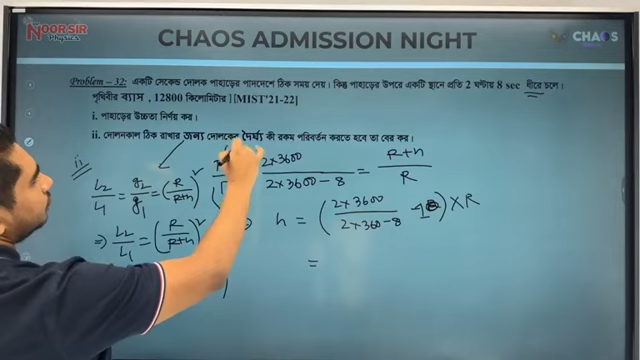 NOOR SIR
Physics
CHAOS ADMISSION NIGHT
CHAOS
Problem – 32: একটি সেকেন্ড দোলক পাহাড়ের পাদদেশে ঠিক সময় দেয়। কিন্তু পাহাড়ের উপরে একটি স্থানে প্রতি 2 ঘন্টায় 8 sec ধীরে চলে।
পৃথিবীর ব্যাস , 12800 কিলোমিটার | [MIST'21-22]
i. পাহাড়ের উচ্চতা নির্ণয় কর।
ii. দোলনকাল ঠিক রাখার জন্য দোলকের দৈর্ঘ্য কী রকম পরিবর্তন করতে হবে তা বের কর।
ii.
L2/L1 = g2/g1 = (R/R+h)²
2×3600/2×3600-8 = R+h/R
⇒ L2/L1 = (R/R+h)²
h = (2×3600/2×360-8 -1) × R
=